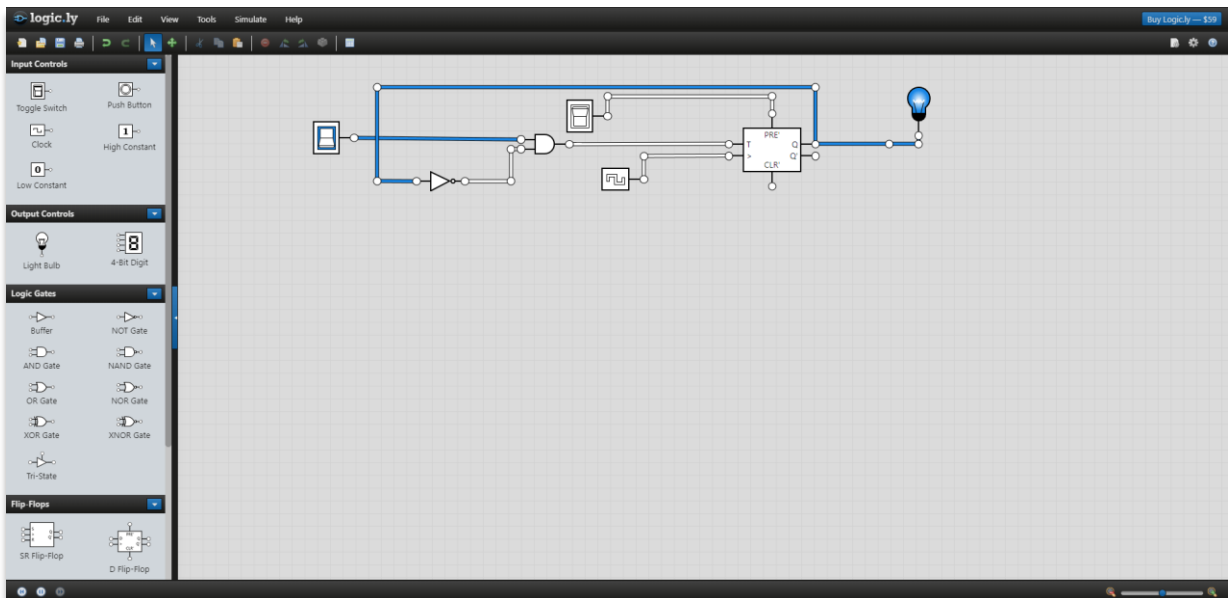 logic.ly File Edit View Tools Simulate Help Buy Logic.ly — $59
Input Controls
Toggle Switch Push Button
Clock High Constant
1
Low Constant
0
Output Controls
Light Bulb 4-Bit Digit
8
Logic Gates
Buffer NOT Gate
AND Gate NAND Gate
OR Gate NOR Gate
XOR Gate XNOR Gate
Tri-State
Flip-Flops
SR Flip-Flop D Flip-Flop
PRE'
T Q
> Q'
CLR'